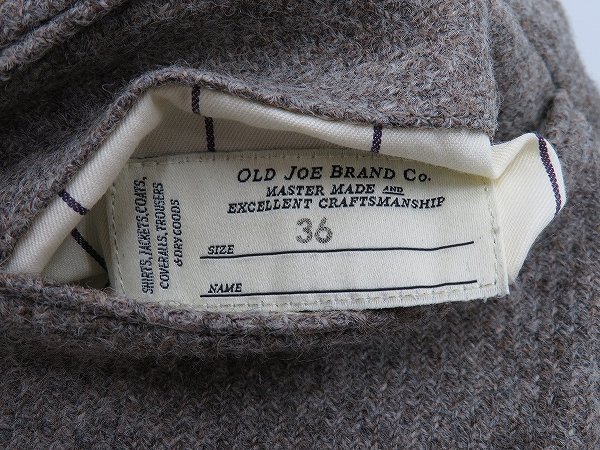 OLD JOE BRAND CO.
MASTER MADE AND
EXCELLENT CRAFTSMANSHIP
SIZE 36
NAME
SHIRTS, JACKETS, COATS,
COVERALLS, TROUSERS
& DRY GOODS